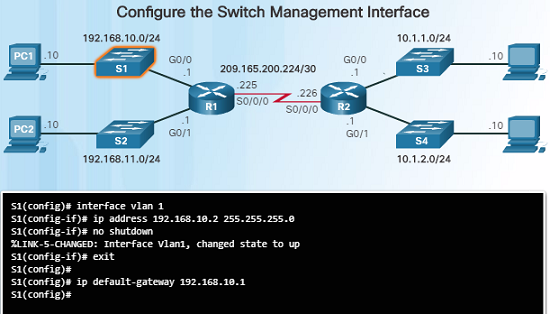 Configure the Switch Management Interface
192.168.10.0/24
10.1.1.0/24
PC1
.10
S1
G0/0
.1
209.165.200.224/30
G0/0
.1
S3
.10
.225
.226
R1
S0/0/0
S0/0/0
R2
PC2
.10
S2
.1
G0/1
.1
G0/1
S4
.10
192.168.11.0/24
10.1.2.0/24
S1(config)# interface vlan 1
S1(config-if)# ip address 192.168.10.2 255.255.255.0
S1(config-if)# no shutdown
%LINK-5-CHANGED: Interface Vlan1, changed state to up
S1(config-if)# exit
S1(config)#
S1(config)# ip default-gateway 192.168.10.1
S1(config)#